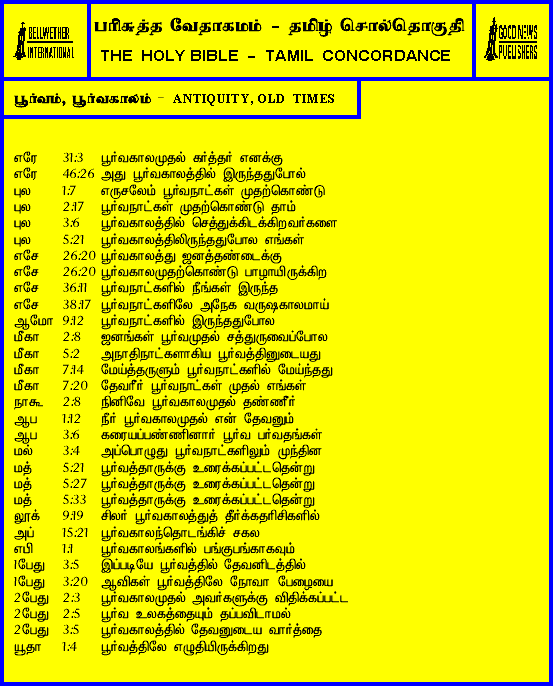 BELLWETHER INTERNATIONAL
பரிசுத்த வேதாகமம் - தமிழ் சொல்தொகுதி
THE HOLY BIBLE - TAMIL CONCORDANCE
GOOD NEWS PUBLISHERS
பூர்வம், பூர்வகாலம் - ANTIQUITY, OLD TIMES
எரே 31:3 பூர்வகாலமுதல் கர்த்தர் எனக்கு
எரே 46:26 அது பூர்வகாலத்தில் இருந்ததுபோல்
புல 1:7 எருசலேம் பூர்வநாட்கள் முதற்கொண்டு
புல 2:17 பூர்வநாட்கள் முதற்கொண்டு தாம்
புல 3:6 பூர்வகாலத்தில் செத்துக்கிடக்கிறவர்களை
புல 5:21 பூர்வகாலத்திலிருந்ததுபோல எங்கள்
எசே 26:20 பூர்வகாலத்து ஜனத்தண்டைக்கு
எசே 26:20 பூர்வகாலமுதற்கொண்டு பாழாயிருக்கிற
எசே 36:11 பூர்வநாட்களில் நீங்கள் இருந்த
எசே 38:17 பூர்வநாட்களிலே அநேக வருஷகாலமாய்
ஆமோ 9:12 பூர்வநாட்களில் இருந்ததுபோல
மீகா 2:8 ஜனங்கள் பூர்வமுதல் சத்துருவைப்போல
மீகா 5:2 அநாதிநாட்களாகிய பூர்வத்தினுடையது
மீகா 7:14 மேய்த்தருளும் பூர்வநாட்களில் மேய்ந்தது
மீகா 7:20 தேவரீர் பூர்வநாட்கள் முதல் எங்கள்
நாகூ 2:8 நினிவே பூர்வகாலமுதல் தண்ணீர்
ஆப 1:12 நீர் பூர்வகாலமுதல் என் தேவனும்
ஆப 3:6 கரையப்பண்ணினார் பூர்வ பர்வதங்கள்
மல் 3:4 அப்பொழுது பூர்வநாட்களிலும் முந்தின
மத் 5:21 பூர்வத்தாருக்கு உரைக்கப்பட்டதென்று
மத் 5:27 பூர்வத்தாருக்கு உரைக்கப்பட்டதென்று
மத் 5:33 பூர்வத்தாருக்கு உரைக்கப்பட்டதென்று
லூக் 9:19 சிலர் பூர்வகாலத்துத் தீர்க்கதரிசிகளில்
அப் 15:21 பூர்வகாலந்தொடங்கிச் சகல
எபி 1:1 பூர்வகாலங்களில் பங்குபங்காகவும்
1பேது 3:5 இப்படியே பூர்வத்தில் தேவனிடத்தில்
1பேது 3:20 ஆவிகள் பூர்வத்திலே நோவா பேழையை
2பேது 2:3 பூர்வகாலமுதல் அவர்களுக்கு விதிக்கப்பட்ட
2பேது 2:5 பூர்வ உலகத்தையும் தப்பவிடாமல்
2பேது 3:5 பூர்வகாலத்தில் தேவனுடைய வார்த்தை
யூதா 1:4 பூர்வத்திலே எழுதியிருக்கிறது